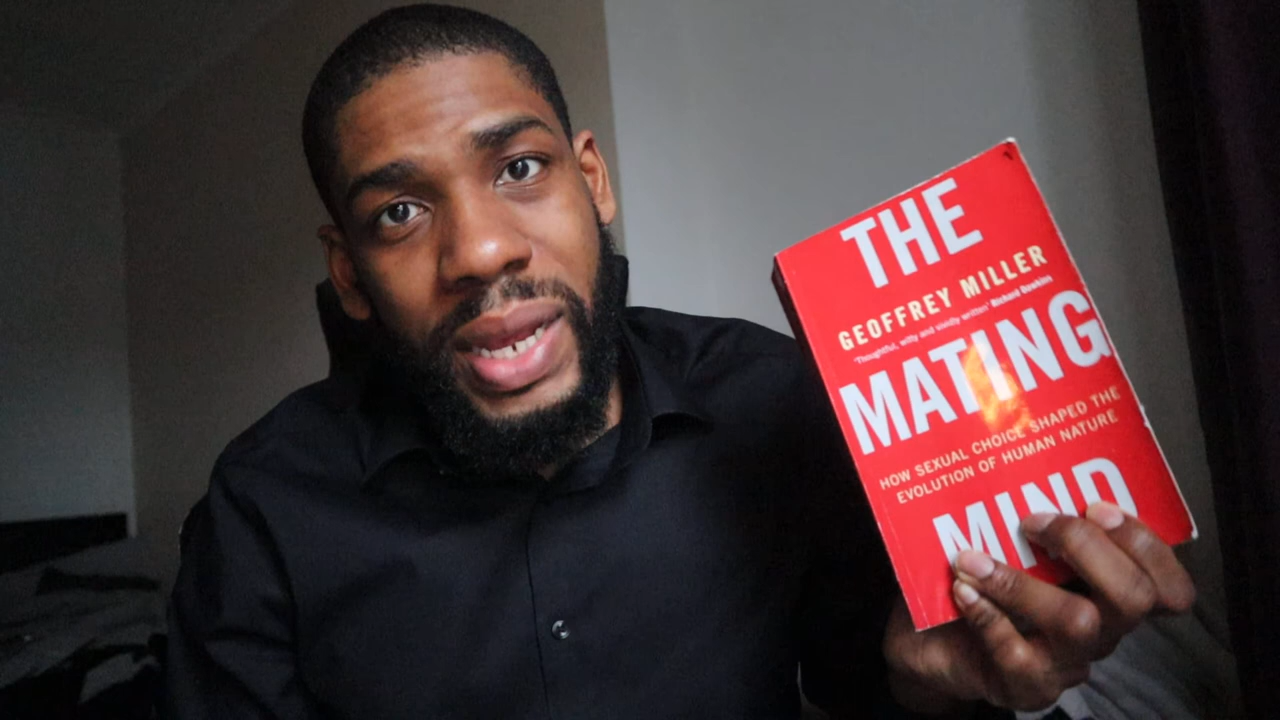 THE
GEOFFREY MILLER
'Thoughtful, witty and vividly written' Richard Dawkins
MATING
HOW SEXUAL CHOICE SHAPED THE
EVOLUTION OF HUMAN NATURE
MIND